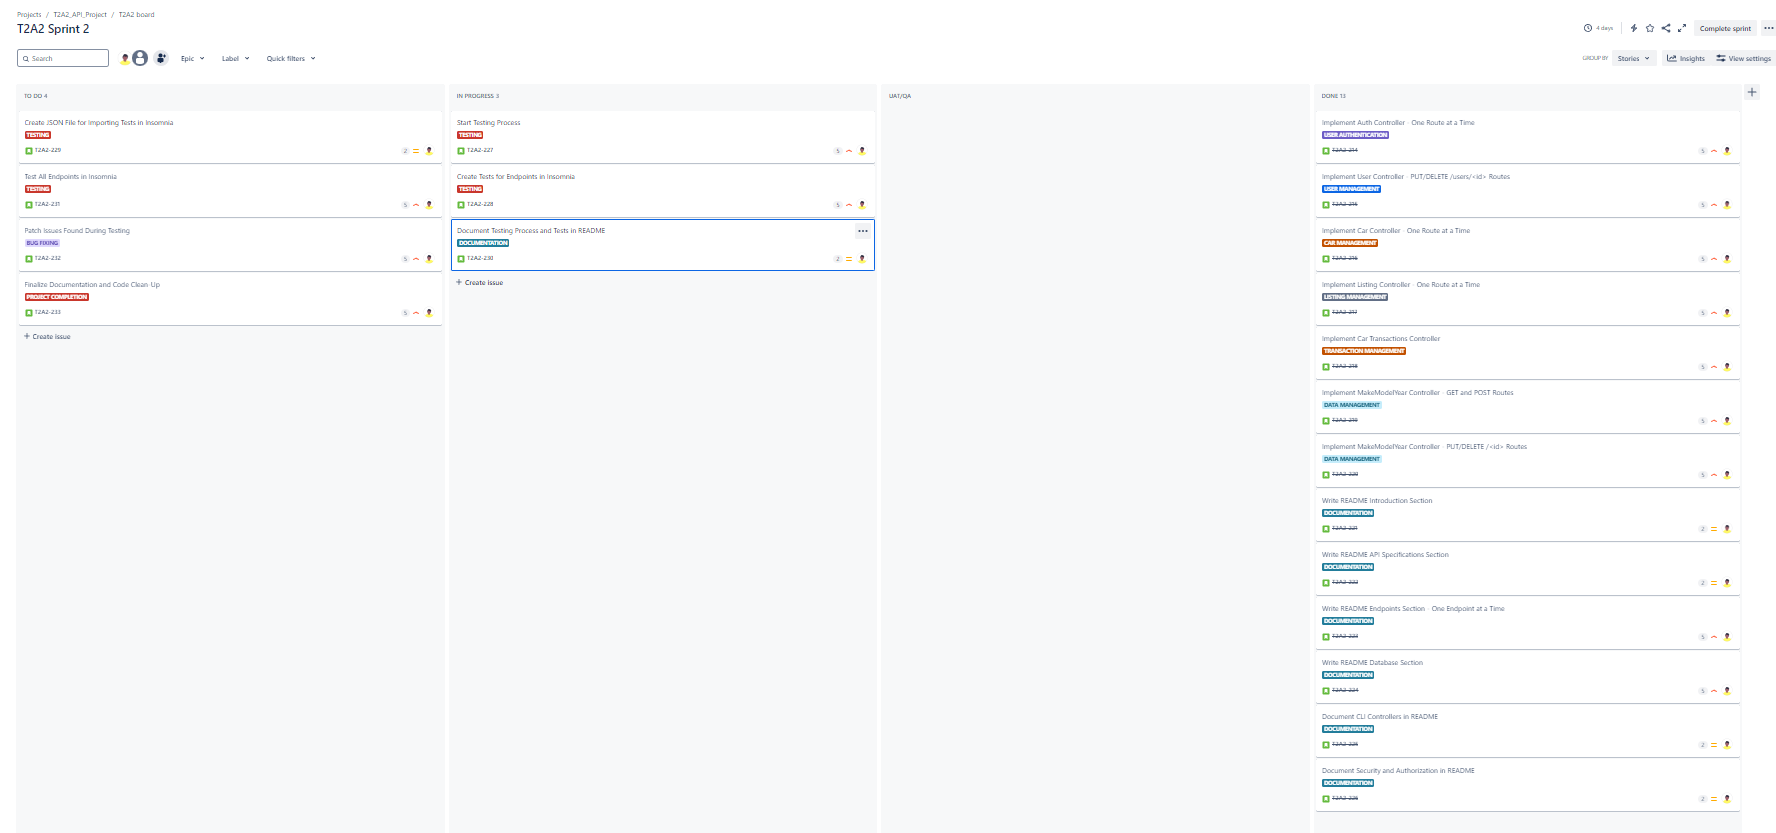 Projects / T2A2_API_Project / T2A2 board
T2A2 Sprint 2
4 days
Complete sprint
Search
Epic
Label
Quick filters
GROUP BY
Stories
Insights
View settings
TO DO 4
Create JSON File for Importing Tests in Insomnia
TESTING
T2A2-229
2
Test All Endpoints in Insomnia
TESTING
T2A2-231
5
Patch Issues Found During Testing
BUG FIXING
T2A2-232
5
Finalize Documentation and Code Clean-Up
PROJECT COMPLETION
T2A2-233
5
+ Create issue
IN PROGRESS 3
Start Testing Process
TESTING
T2A2-227
5
Create Tests for Endpoints in Insomnia
TESTING
T2A2-228
5
Document Testing Process and Tests in README
DOCUMENTATION
T2A2-230
2
+ Create issue
UAT/QA
DONE 13
Implement Auth Controller - One Route at a Time
USER AUTHENTICATION
T2A2-214
5
Implement User Controller - PUT/DELETE /users/<id> Routes
USER MANAGEMENT
T2A2-215
5
Implement Car Controller - One Route at a Time
CAR MANAGEMENT
T2A2-216
5
Implement Listing Controller - One Route at a Time
LISTING MANAGEMENT
T2A2-217
5
Implement Car Transactions Controller
TRANSACTION MANAGEMENT
T2A2-218
5
Implement MakeModelYear Controller - GET and POST Routes
DATA MANAGEMENT
T2A2-219
5
Implement MakeModelYear Controller - PUT/DELETE /<id> Routes
DATA MANAGEMENT
T2A2-220
5
Write README Introduction Section
DOCUMENTATION
T2A2-221
2
Write README API Specifications Section
DOCUMENTATION
T2A2-222
2
Write README Endpoints Section - One Endpoint at a Time
DOCUMENTATION
T2A2-223
5
Write README Database Section
DOCUMENTATION
T2A2-224
5
Document CLI Controllers in README
DOCUMENTATION
T2A2-225
2
Document Security and Authorization in README
DOCUMENTATION
T2A2-226
2